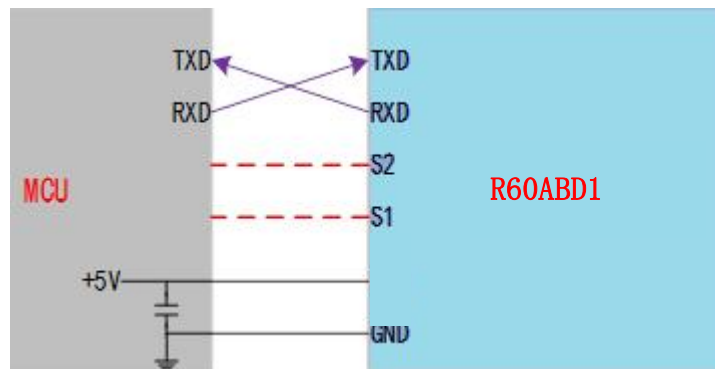 TXD TXD
RXD RXD
S2
MCU R60ABD1
S1
+5V
GND